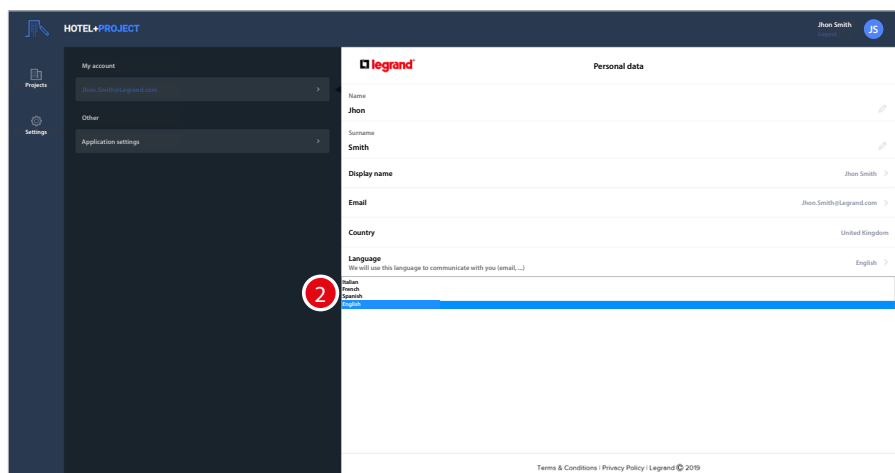 HOTEL+PROJECT
Jhon Smith
Logout
JS
Projects
Settings
My account
Jhon.Smith@Legrand.com
Other
Application settings
legrand
Personal data
Name
Jhon
Surname
Smith
Display name
Jhon Smith
Email
Jhon.Smith@Legrand.com
Country
United Kingdom
Language
We will use this language to communicate with you (email, ...)
English
2
Italian
French
Spanish
English
Terms & Conditions | Privacy Policy | Legrand © 2019